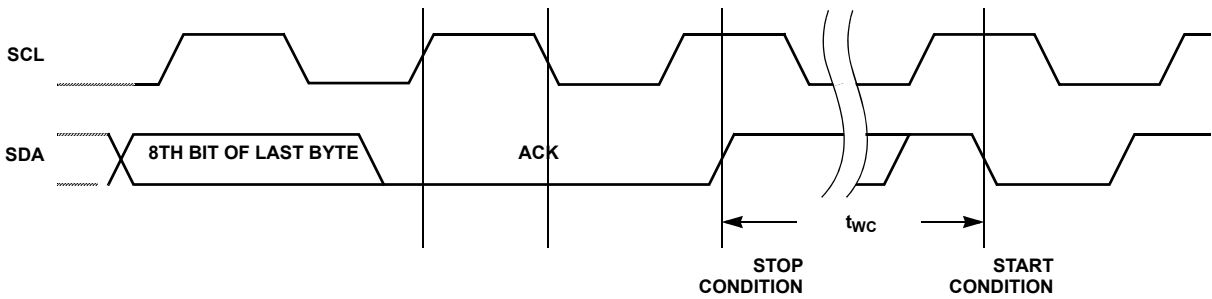 SCL
SDA
8TH BIT OF LAST BYTE
ACK
tWC
STOP
CONDITION
START
CONDITION